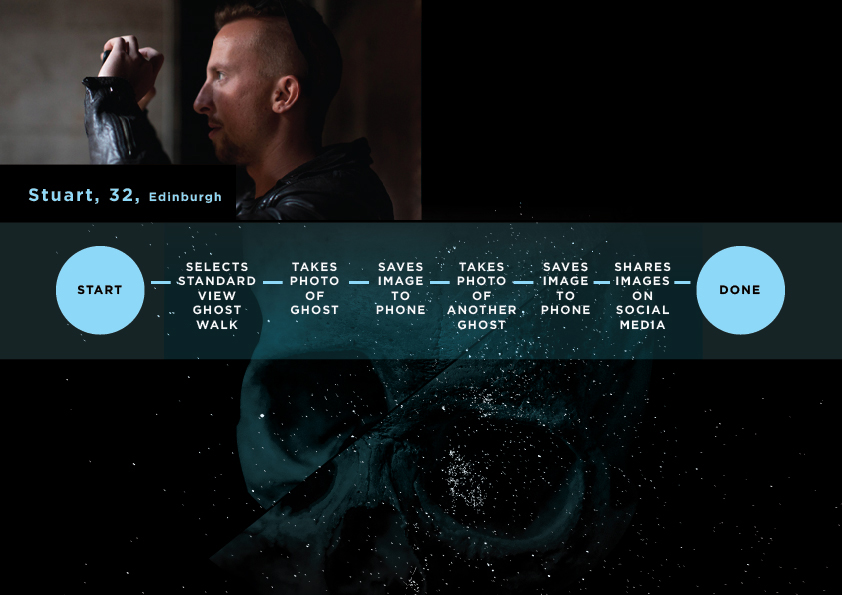 Stuart, 32, Edinburgh
START
SELECTS
STANDARD
VIEW
GHOST
WALK
TAKES
PHOTO
OF
GHOST
SAVES
IMAGE
TO
PHONE
TAKES
PHOTO
OF
ANOTHER
GHOST
SAVES
IMAGE
TO
PHONE
SHARES
IMAGES
ON
SOCIAL
MEDIA
DONE